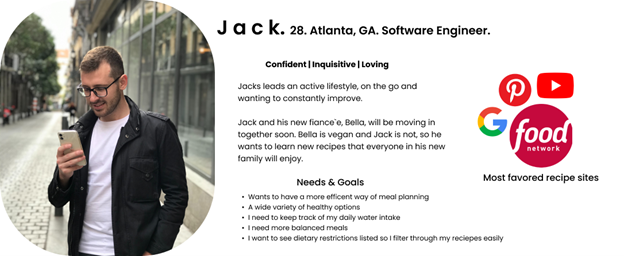 Jack. 28. Atlanta, GA. Software Engineer.
Confident | Inquisitive | Loving
Jacks leads an active lifestyle, on the go and
wanting to constantly improve.
Jack and his new fiance`e, Bella, will be moving in
together soon. Bella is vegan and Jack is not, so he
wants to learn new recipes that everyone in his new
family will enjoy.
Needs & Goals
• Wants to have a more efficent way of meal planning
• A wide variety of healthy options
• I need to keep track of my daily water intake
• I need more balanced meals
• I want to see dietary restrictions listed so I filter through my reciepes easily
food
network
Most favored recipe sites